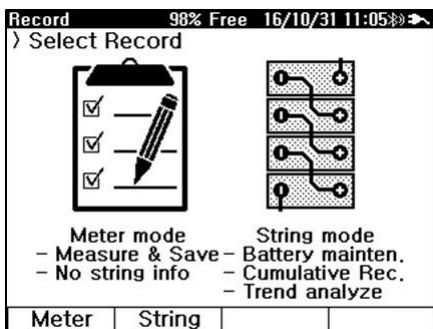 Record 98% Free 16/10/31 11:05
⟩ Select Record
Meter mode
- Measure & Save
- No string info
String mode
- Battery mainten.
- Cumulative Rec.
- Trend analyze
Meter String